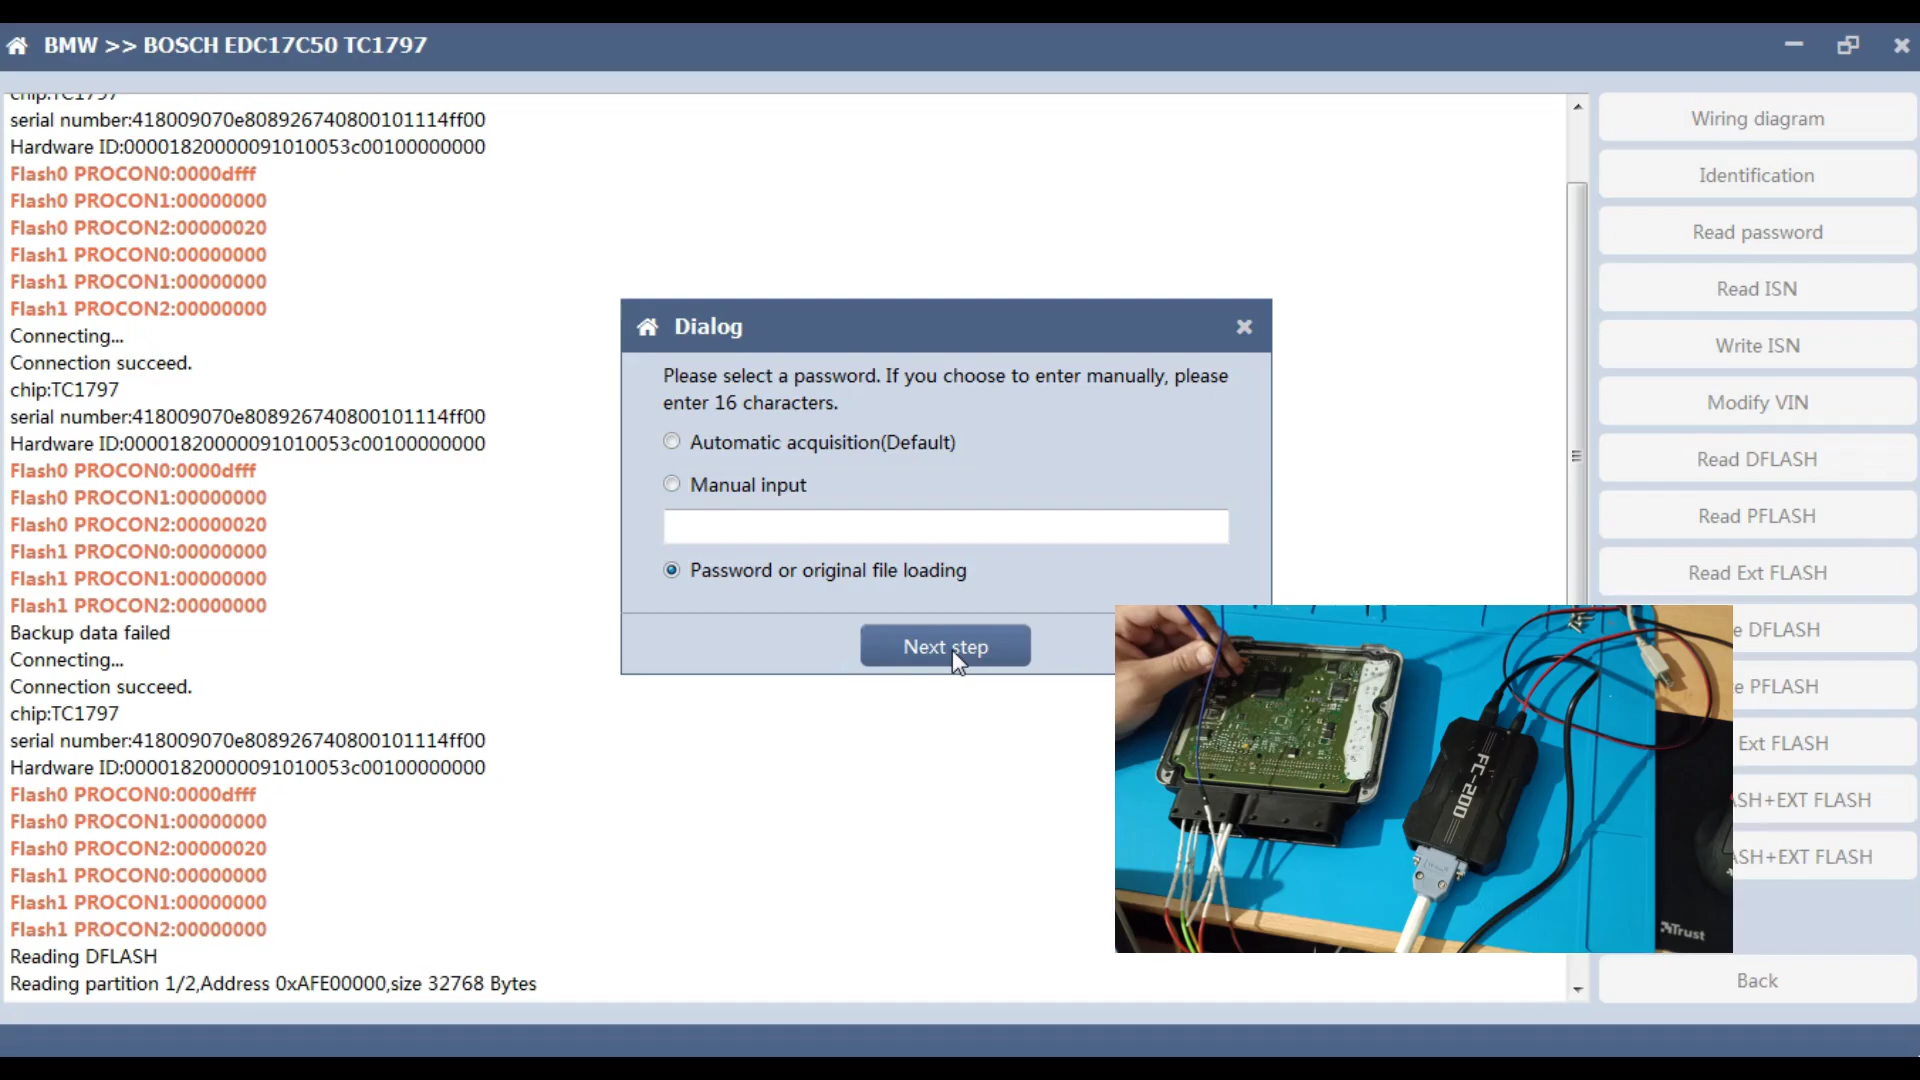 BMW >> BOSCH EDC17C50 TC1797
chip:TC1797
serial number:418009070e808926740800101114ff00
Hardware ID:00001820000091010053c00100000000
Flash0 PROCON0:0000dfff
Flash0 PROCON1:00000000
Flash0 PROCON2:00000020
Flash1 PROCON0:00000000
Flash1 PROCON1:00000000
Flash1 PROCON2:00000000
Connecting...
Connection succeed.
chip:TC1797
serial number:418009070e808926740800101114ff00
Hardware ID:00001820000091010053c00100000000
Flash0 PROCON0:0000dfff
Flash0 PROCON1:00000000
Flash0 PROCON2:00000020
Flash1 PROCON0:00000000
Flash1 PROCON1:00000000
Flash1 PROCON2:00000000
Backup data failed
Connecting...
Connection succeed.
chip:TC1797
serial number:418009070e808926740800101114ff00
Hardware ID:00001820000091010053c00100000000
Flash0 PROCON0:0000dfff
Flash0 PROCON1:00000000
Flash0 PROCON2:00000020
Flash1 PROCON0:00000000
Flash1 PROCON1:00000000
Flash1 PROCON2:00000000
Reading DFLASH
Reading partition 1/2,Address 0xAFE00000,size 32768 Bytes
Dialog
Please select a password. If you choose to enter manually, please
enter 16 characters.
Automatic acquisition(Default)
Manual input
Password or original file loading
Next step
FC-200
Trust
Wiring diagram
Identification
Read password
Read ISN
Write ISN
Modify VIN
Read DFLASH
Read PFLASH
Read Ext FLASH
e DFLASH
e PFLASH
Ext FLASH
SH+EXT FLASH
SH+EXT FLASH
Back